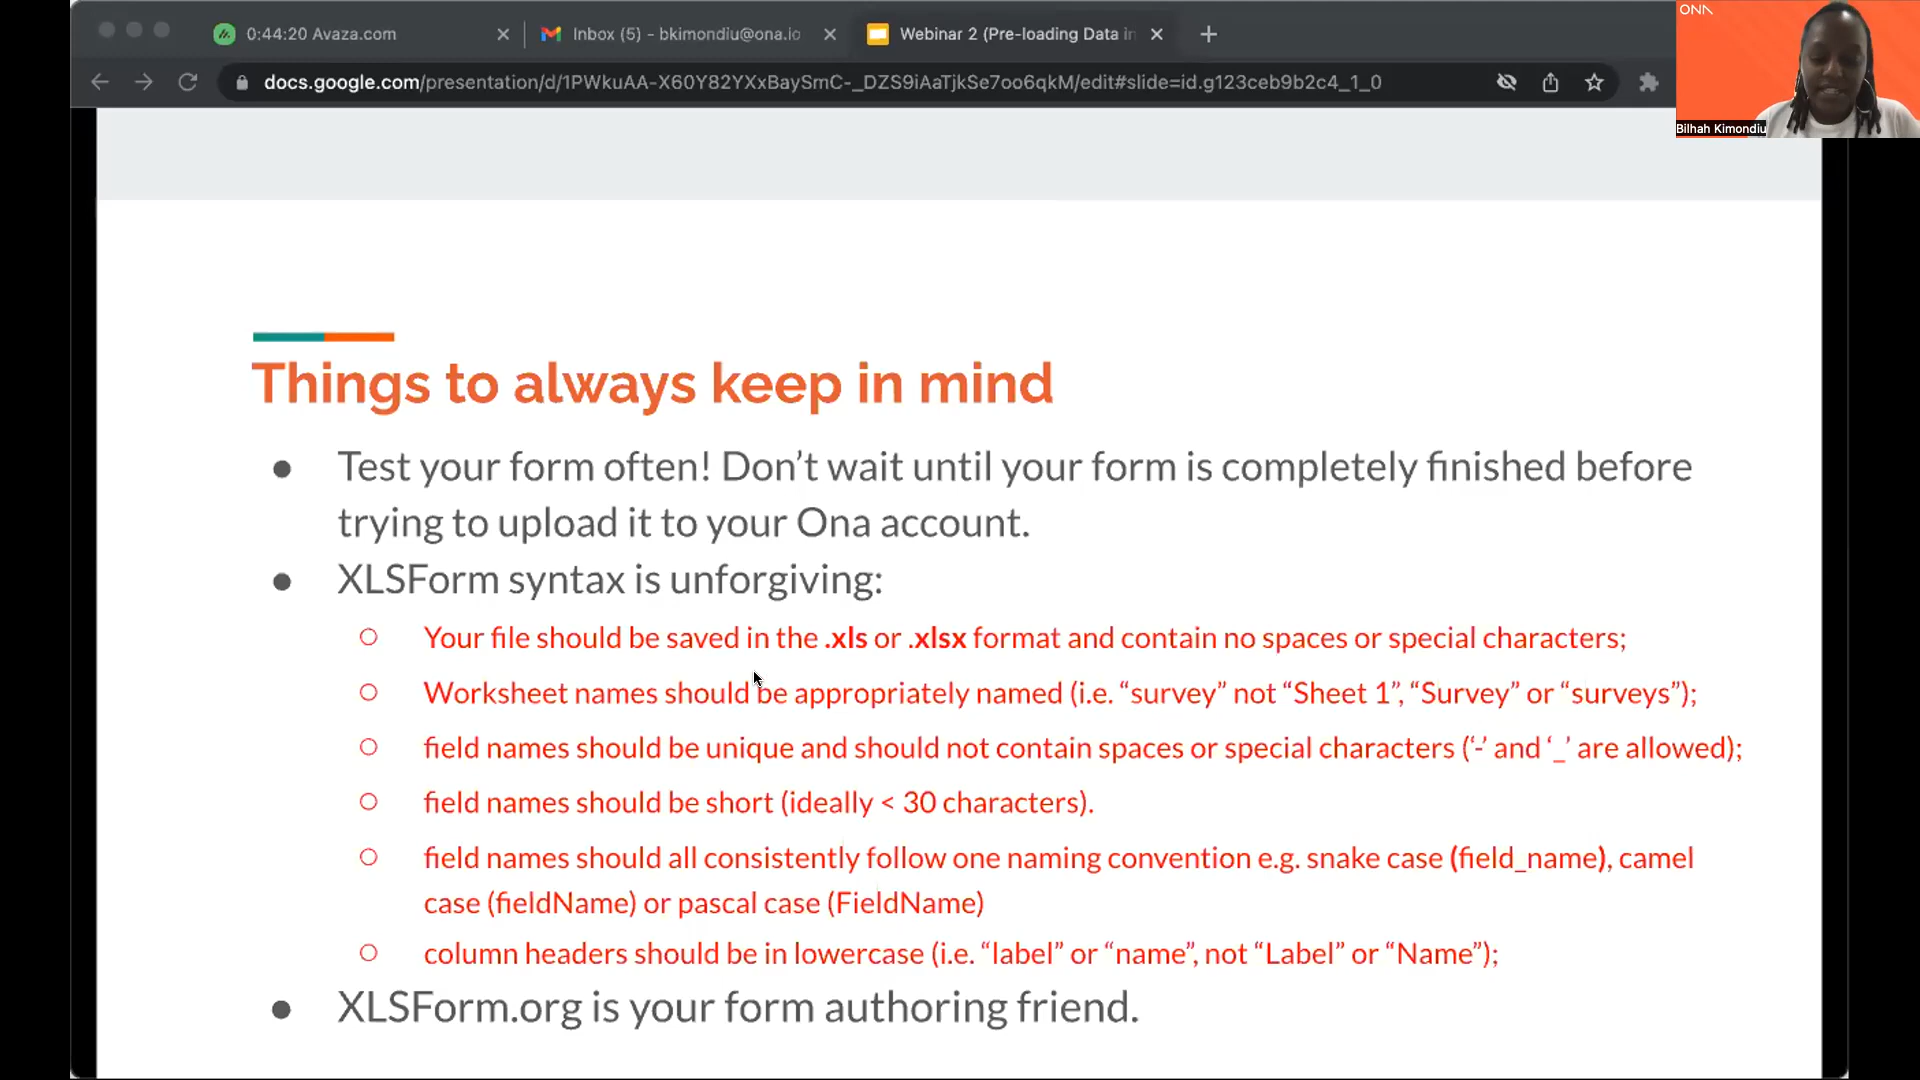 0:44:20 Avaza.com
Inbox (5) - bkimondiu@ona.io
Webinar 2 (Pre-loading Data in
ONA
docs.google.com/presentation/d/1PWkuAA-X60Y82YXxBaySmC-_DZS9iAaTjkSe7oo6qkM/edit#slide=id.g123ceb9b2c4_1_0
Bilhah Kimondiu
Things to always keep in mind
● Test your form often! Don’t wait until your form is completely finished before
trying to upload it to your Ona account.
● XLSForm syntax is unforgiving:
○ Your file should be saved in the .xls or .xlsx format and contain no spaces or special characters;
○ Worksheet names should be appropriately named (i.e. “survey” not “Sheet 1”, “Survey” or “surveys”);
○ field names should be unique and should not contain spaces or special characters (‘-’ and ‘_’ are allowed);
○ field names should be short (ideally < 30 characters).
○ field names should all consistently follow one naming convention e.g. snake case (field_name), camel
case (fieldName) or pascal case (FieldName)
○ column headers should be in lowercase (i.e. “label” or “name”, not “Label” or “Name”);
● XLSForm.org is your form authoring friend.